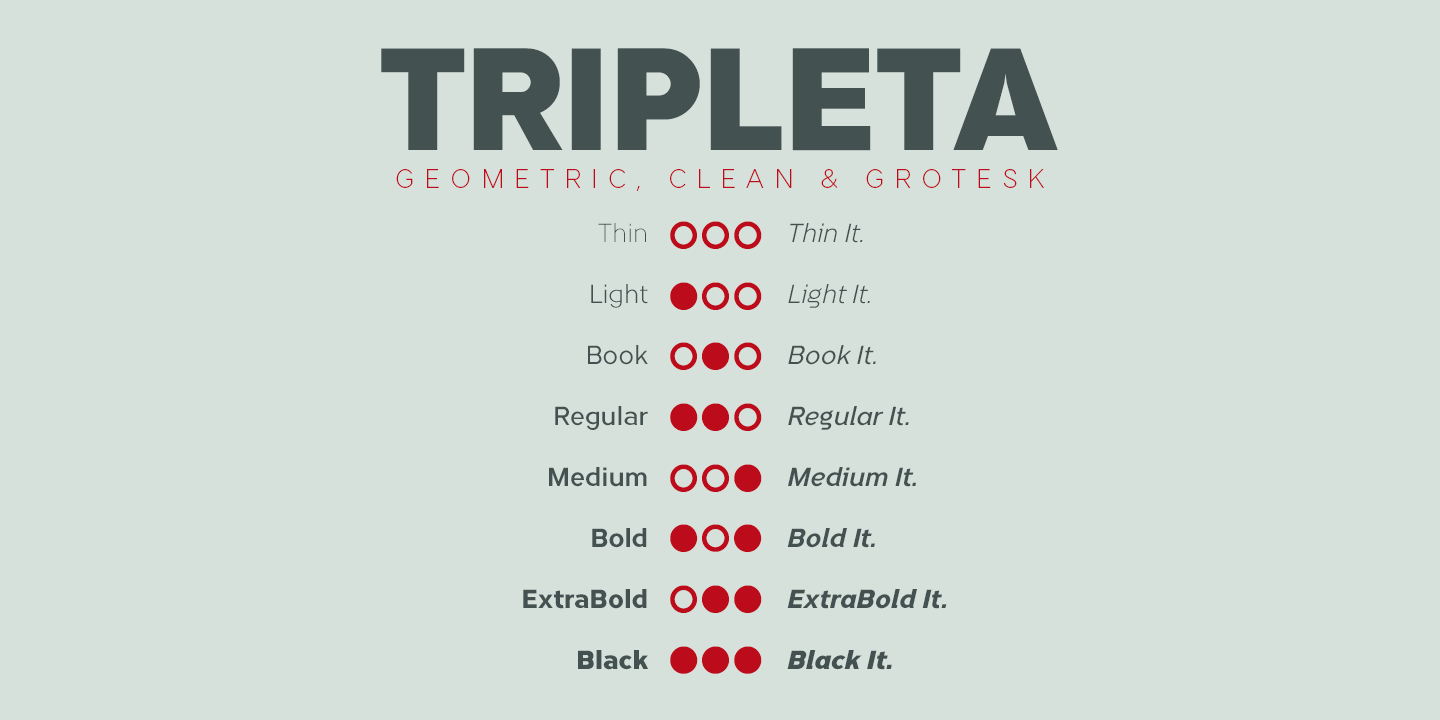 TRIPLETA
GEOMETRIC, CLEAN & GROTESK
Thin Thin It.
Light Light It.
Book Book It.
Regular Regular It.
Medium Medium It.
Bold Bold It.
ExtraBold ExtraBold It.
Black Black It.